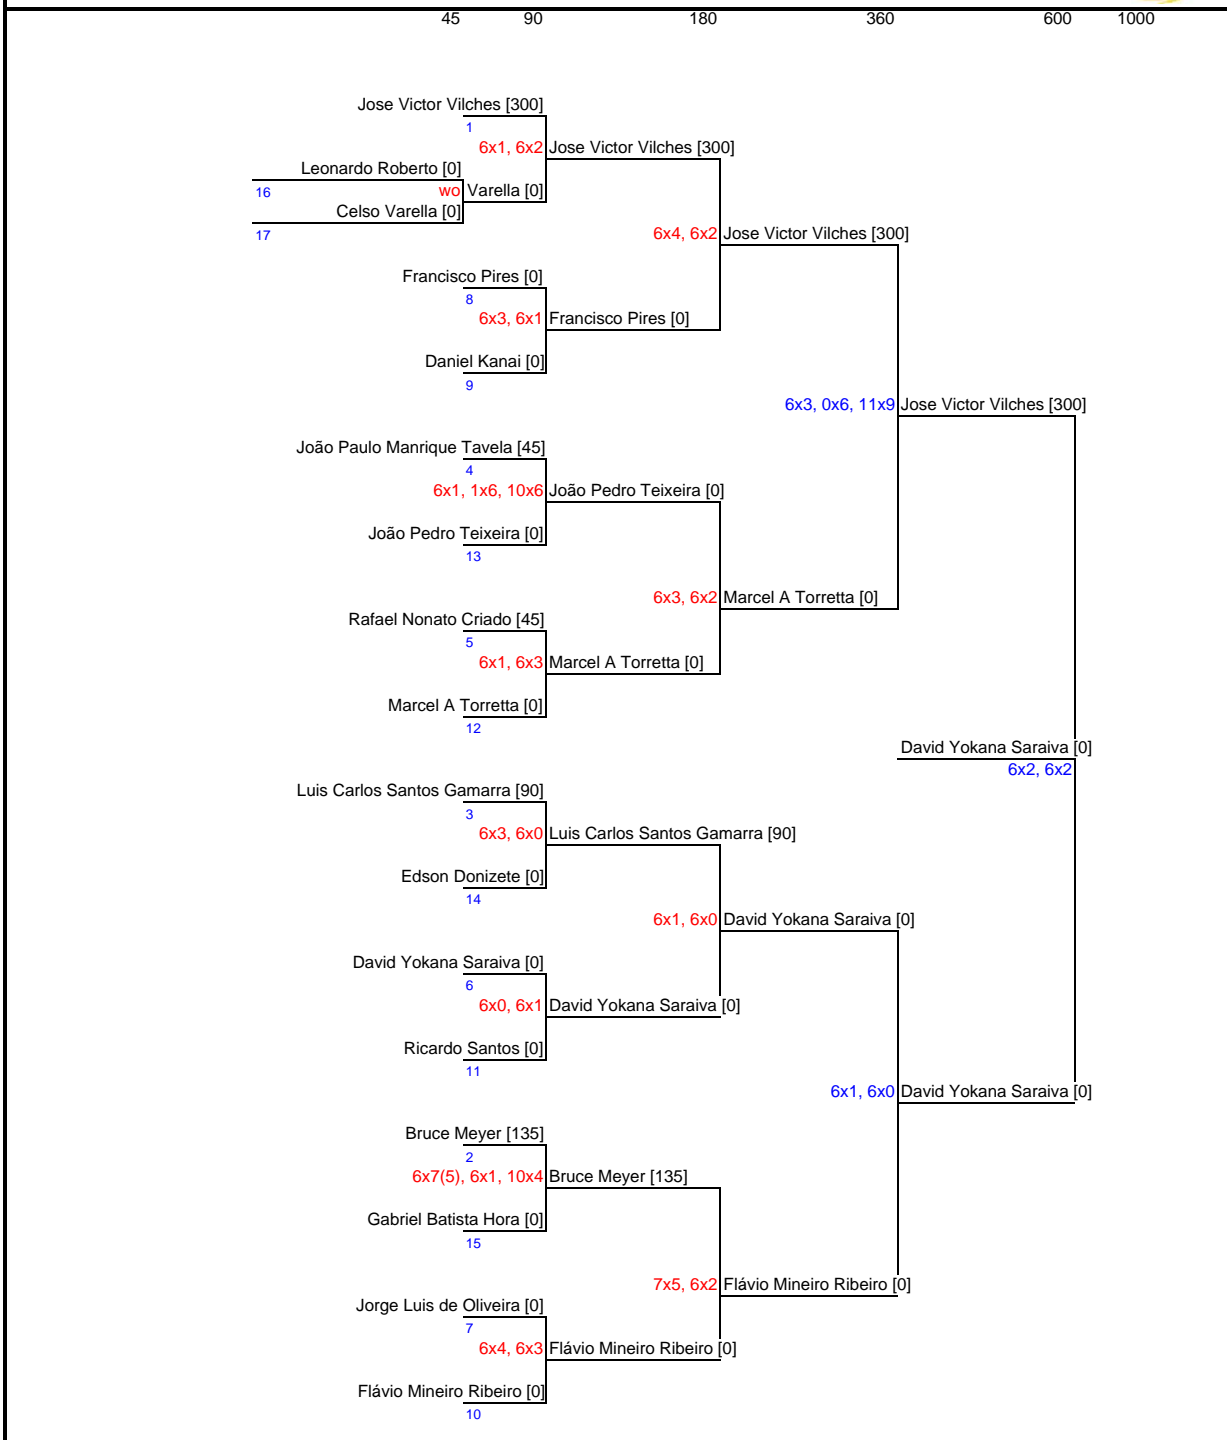 45 90 180 360 600 1000
Jose Victor Vilches [300]
1
6x1, 6x2 Jose Victor Vilches [300]
Leonardo Roberto [0]
16 wo Varella [0]
Celso Varella [0]
17
6x4, 6x2 Jose Victor Vilches [300]
Francisco Pires [0]
8
6x3, 6x1 Francisco Pires [0]
Daniel Kanai [0]
9
6x3, 0x6, 11x9 Jose Victor Vilches [300]
João Paulo Manrique Tavela [45]
4
6x1, 1x6, 10x6 João Pedro Teixeira [0]
João Pedro Teixeira [0]
13
6x3, 6x2 Marcel A Torretta [0]
Rafael Nonato Criado [45]
5
6x1, 6x3 Marcel A Torretta [0]
Marcel A Torretta [0]
12
David Yokana Saraiva [0]
6x2, 6x2
Luis Carlos Santos Gamarra [90]
3
6x3, 6x0 Luis Carlos Santos Gamarra [90]
Edson Donizete [0]
14
6x1, 6x0 David Yokana Saraiva [0]
David Yokana Saraiva [0]
6
6x0, 6x1 David Yokana Saraiva [0]
Ricardo Santos [0]
11
6x1, 6x0 David Yokana Saraiva [0]
Bruce Meyer [135]
2
6x7(5), 6x1, 10x4 Bruce Meyer [135]
Gabriel Batista Hora [0]
15
7x5, 6x2 Flávio Mineiro Ribeiro [0]
Jorge Luis de Oliveira [0]
7
6x4, 6x3 Flávio Mineiro Ribeiro [0]
Flávio Mineiro Ribeiro [0]
10